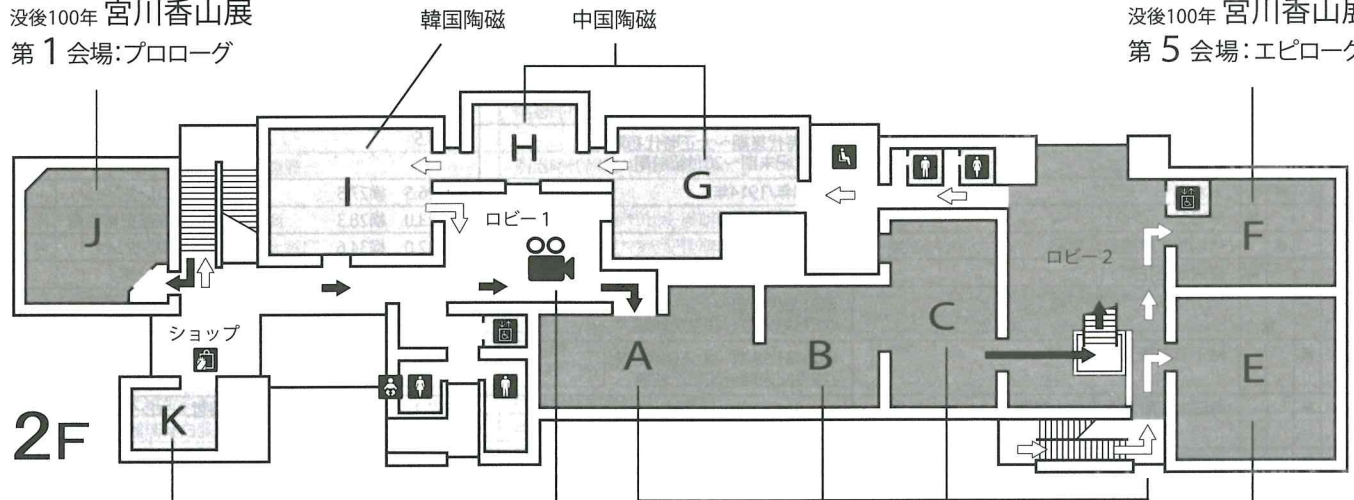 没後100年 宮川香山展
第1会場:プロローグ
韓国陶磁
中国陶磁
没後100年 宮川香山展
第5会場:エピローグ
J
I
H
G
F
ロビー1
ロビー2
ショップ
A
B
C
E
K
2F